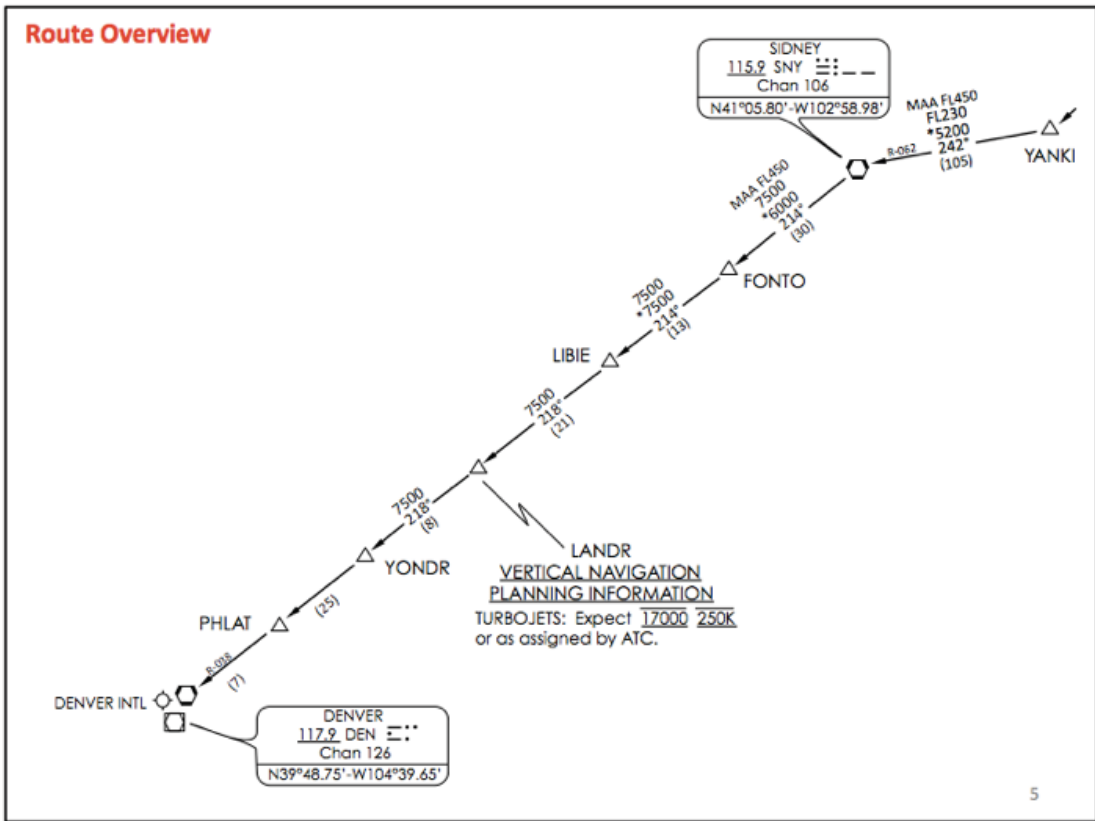 Route Overview
SIDNEY
115.9 SNY
Chan 106
N41°05.80'-W102°58.98'
MAA FL450
FL230
*5200
242°
(105)
R-062
YANKI
MAA FL450
7500
*6000
214°
(30)
FONTO
7500
*7500
214°
(13)
LIBIE
7500
218°
(21)
7500
218°
(8)
LANDR
VERTICAL NAVIGATION
PLANNING INFORMATION
TURBOJETS: Expect 17000 250K
or as assigned by ATC.
YONDR
(25)
PHLAT
R-038
(7)
DENVER INTL
DENVER
117.9 DEN
Chan 126
N39°48.75'-W104°39.65'
5